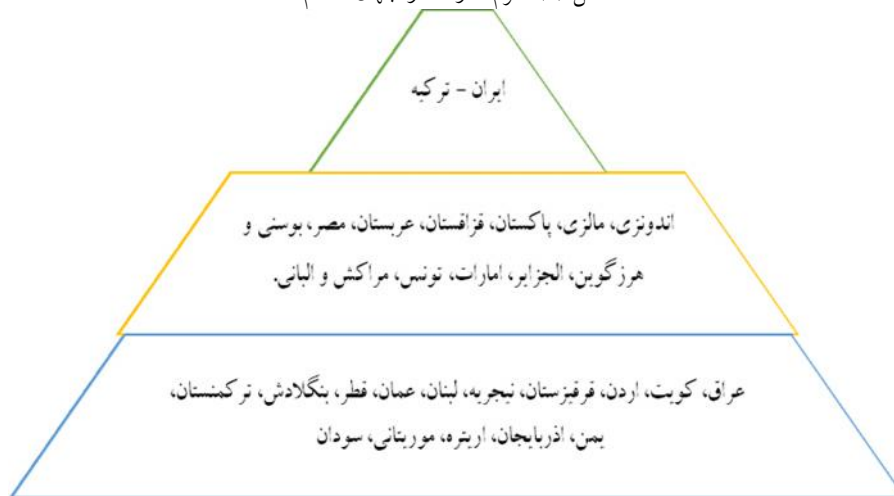 ایران - ترکیه
اندونزی، مالزی، پاکستان، قزاقستان، عربستان، مصر، بوسنی و
هرزگوین، الجزایر، امارات، تونس، مراکش و البانی.
عراق، کویت، اردن، قرقیزستان، نیجریه، لبنان، عمان، قطر، بنگلادش، ترکمنستان،
یمن، اذربایجان، اریتره، موریتانی، سودان